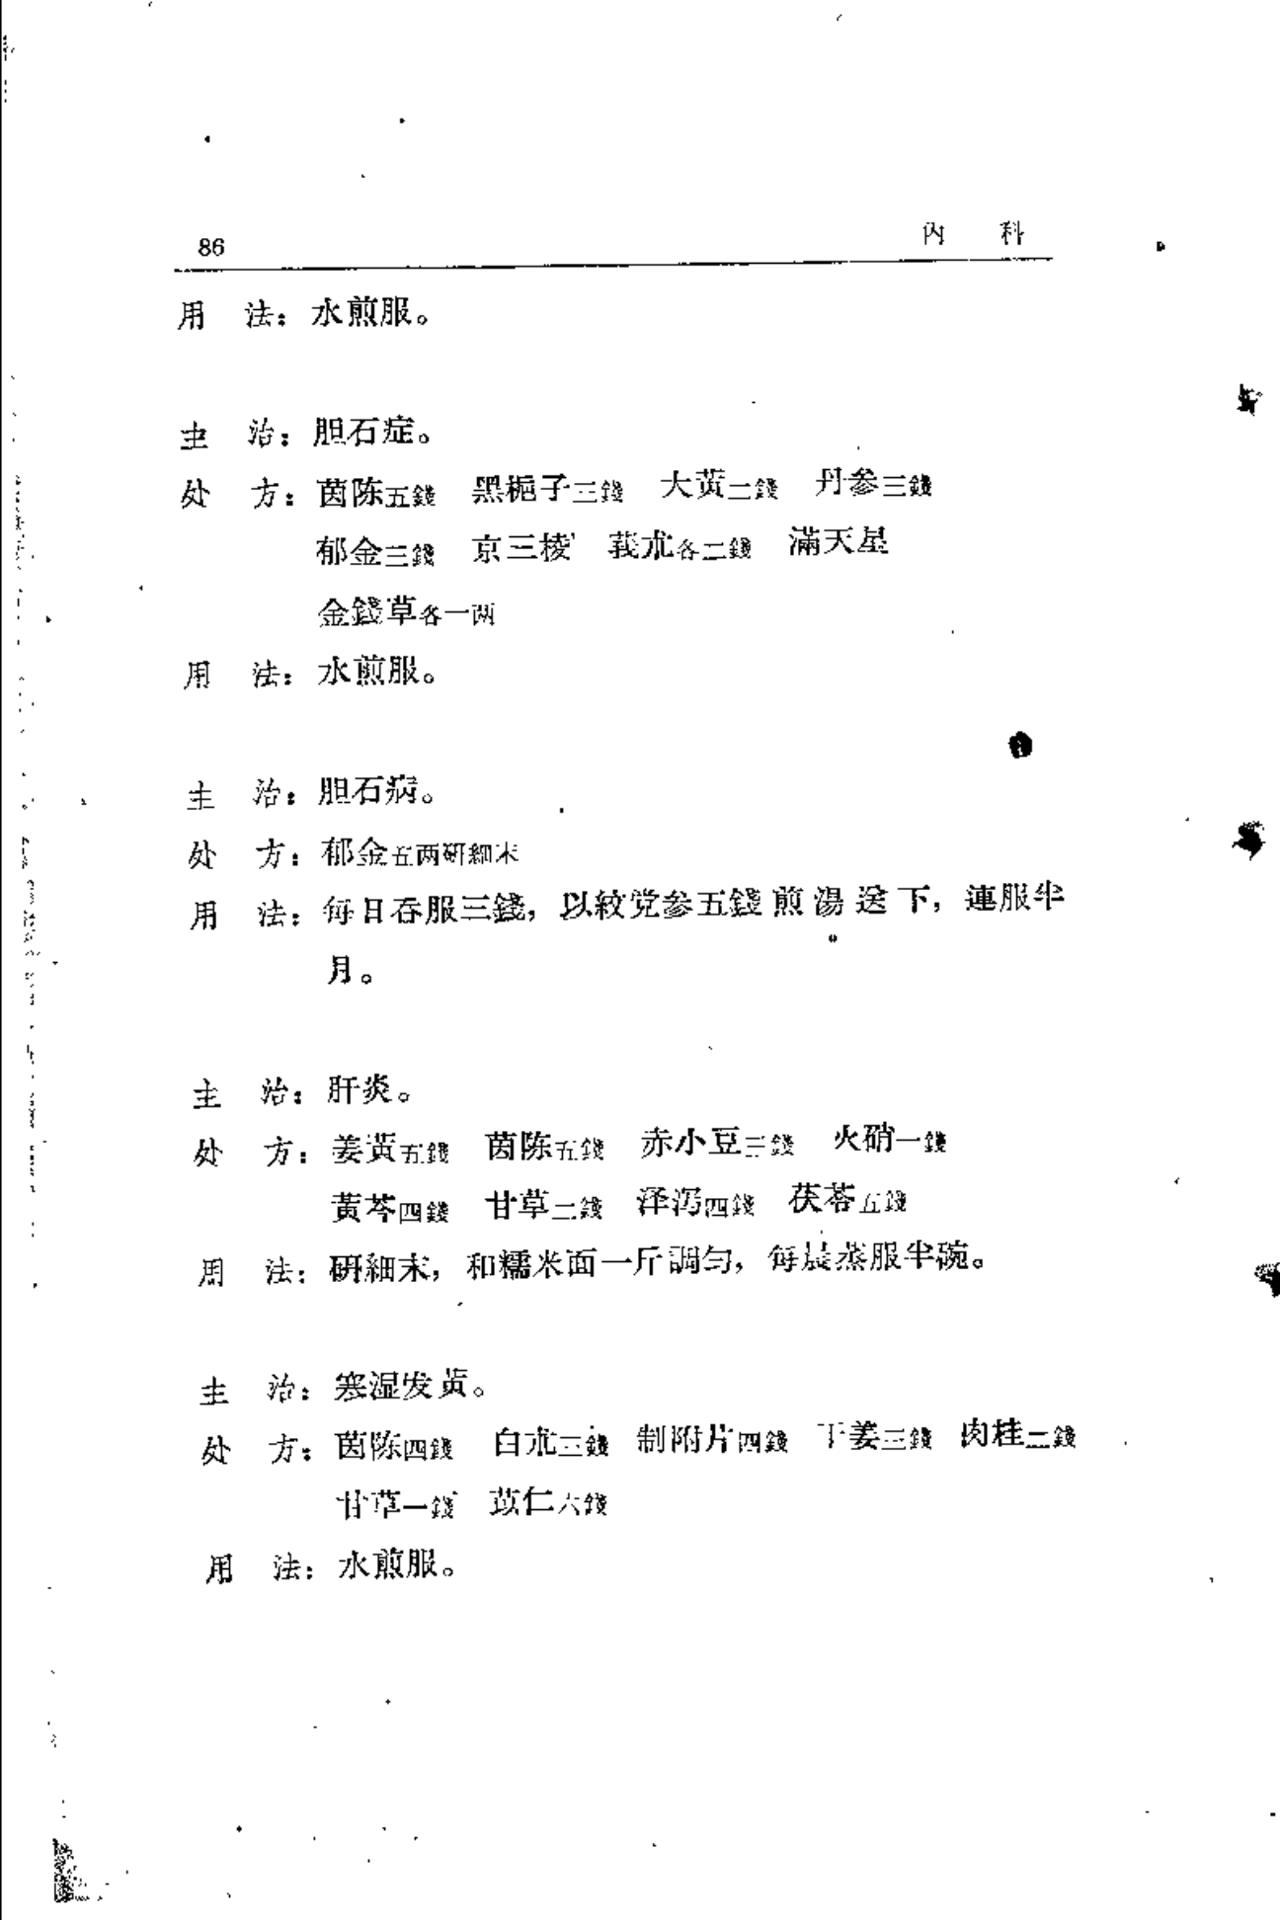 86 內 科
用 法：水煎服。
主 治：胆石症。
处 方：茵陈五錢 黑梔子三錢 大黃二錢 丹参三錢
郁金三錢 京三棱 莪朮各二錢 滿天星
金錢草各一両
用 法：水煎服。
主 治：胆石病。
处 方：郁金五両研細末
用 法：每日吞服三錢，以紋党参五錢煎湯送下，連服半
月。
主 治：肝炎。
处 方：姜黃五錢 茵陈五錢 赤小豆三錢 火硝一錢
黃芩四錢 甘草二錢 泽泻四錢 茯苓五錢
用 法：研細末，和糯米面一斤調匀，每晨蒸服半碗。
主 治：寒湿发黃。
处 方：茵陈四錢 白朮三錢 制附片四錢 干姜三錢 肉桂二錢
甘草一錢 苡仁六錢
用 法：水煎服。